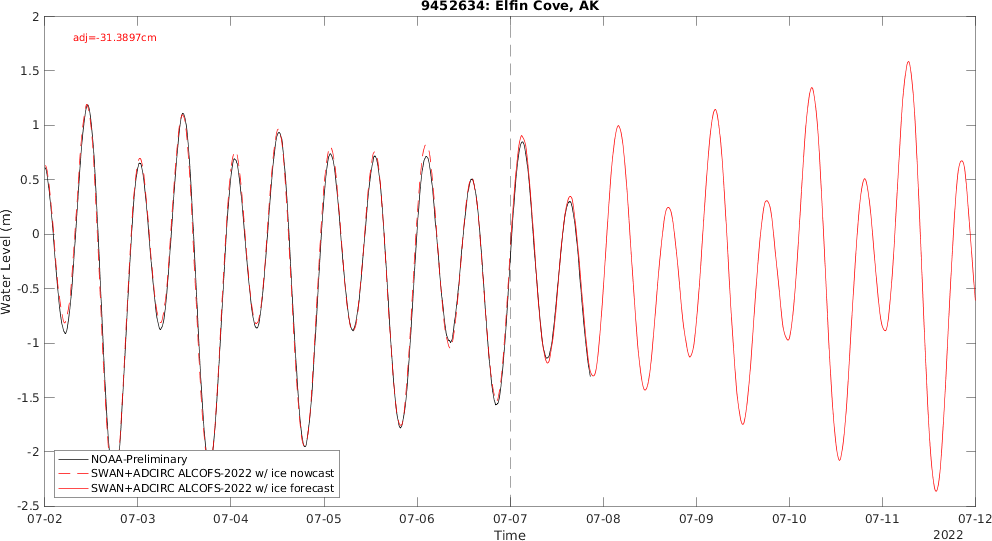 9452634: Elfin Cove, AK
adj=-31.3897cm
Water Level (m)
2
1.5
1
0.5
0
-0.5
-1
-1.5
-2
-2.5
NOAA-Preliminary
SWAN+ADCIRC ALCOFS-2022 w/ ice nowcast
SWAN+ADCIRC ALCOFS-2022 w/ ice forecast
07-02 07-03 07-04 07-05 07-06 07-07 07-08 07-09 07-10 07-11 07-12
Time
2022